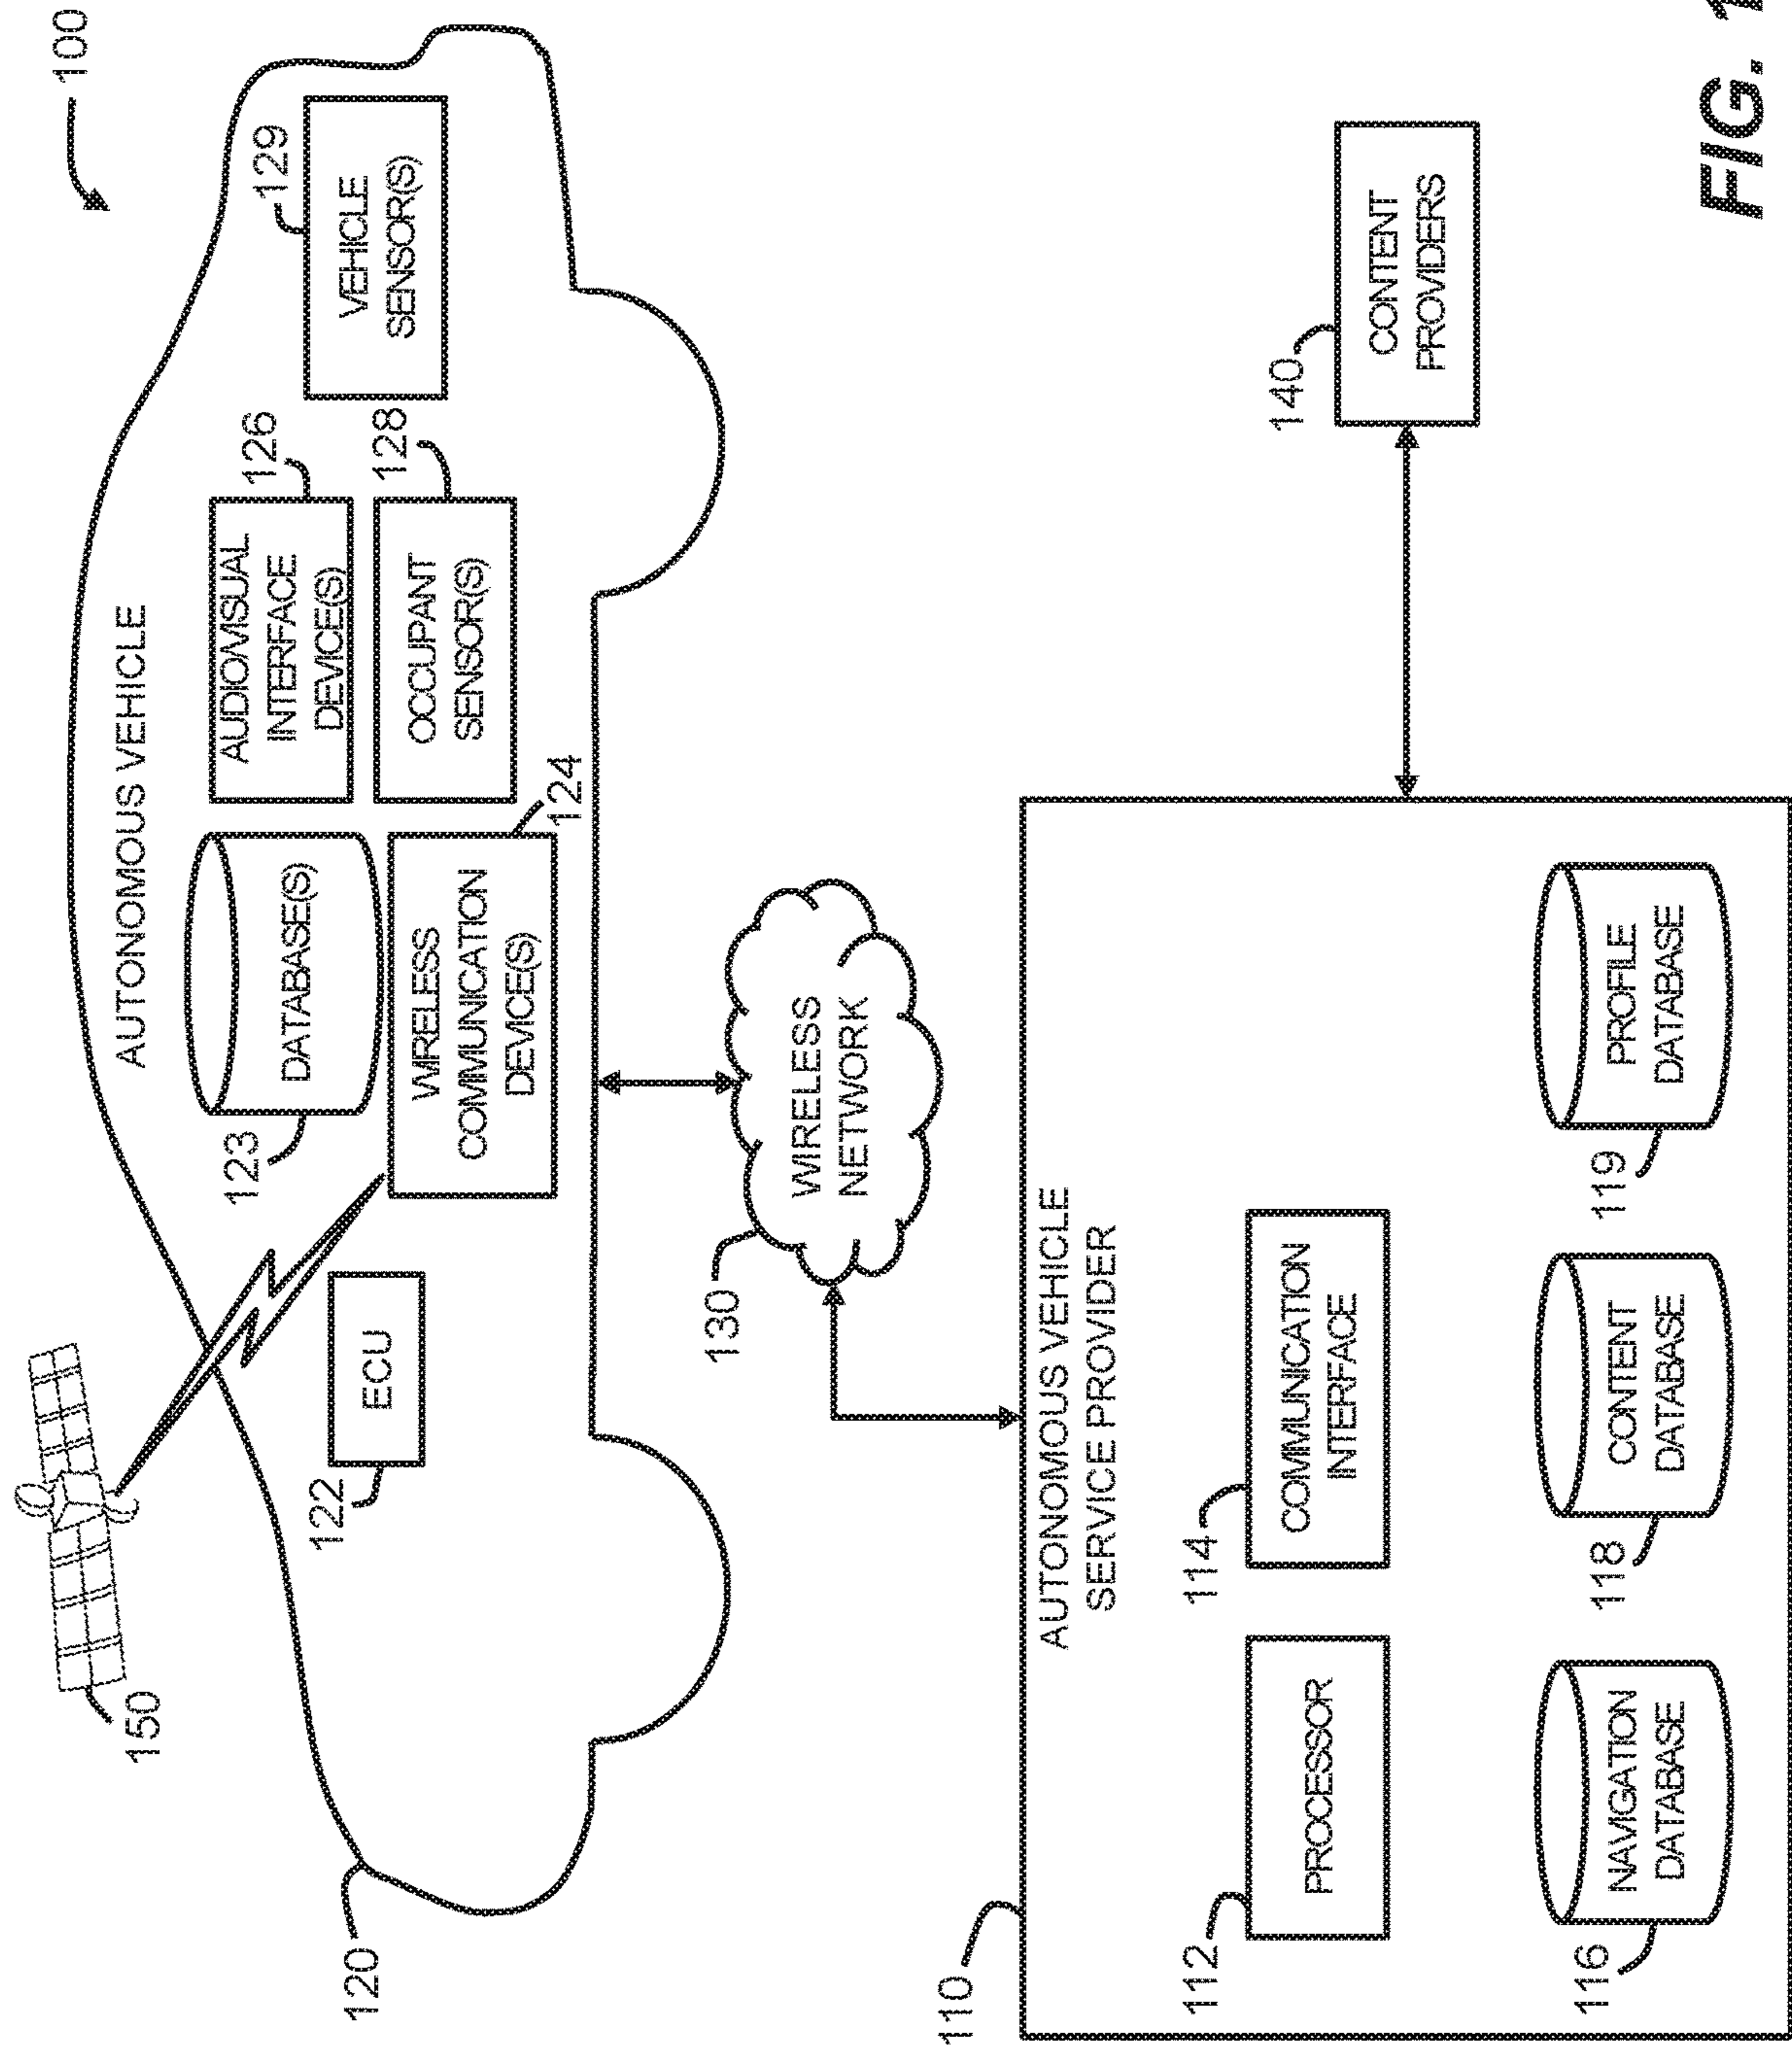 100
150
AUTONOMOUS VEHICLE
120
122
ECU
123
DATABASE(S)
WIRELESS
COMMUNICATION
DEVICE(S)
124
AUDIOVISUAL
INTERFACE
DEVICE(S)
126
OCCUPANT
SENSOR(S)
128
VEHICLE
SENSOR(S)
129
130
WIRELESS
NETWORK
110
AUTONOMOUS VEHICLE
SERVICE PROVIDER
112
PROCESSOR
114
COMMUNICATION
INTERFACE
116
NAVIGATION
DATABASE
118
CONTENT
DATABASE
119
PROFILE
DATABASE
140
CONTENT
PROVIDERS
FIG. 1